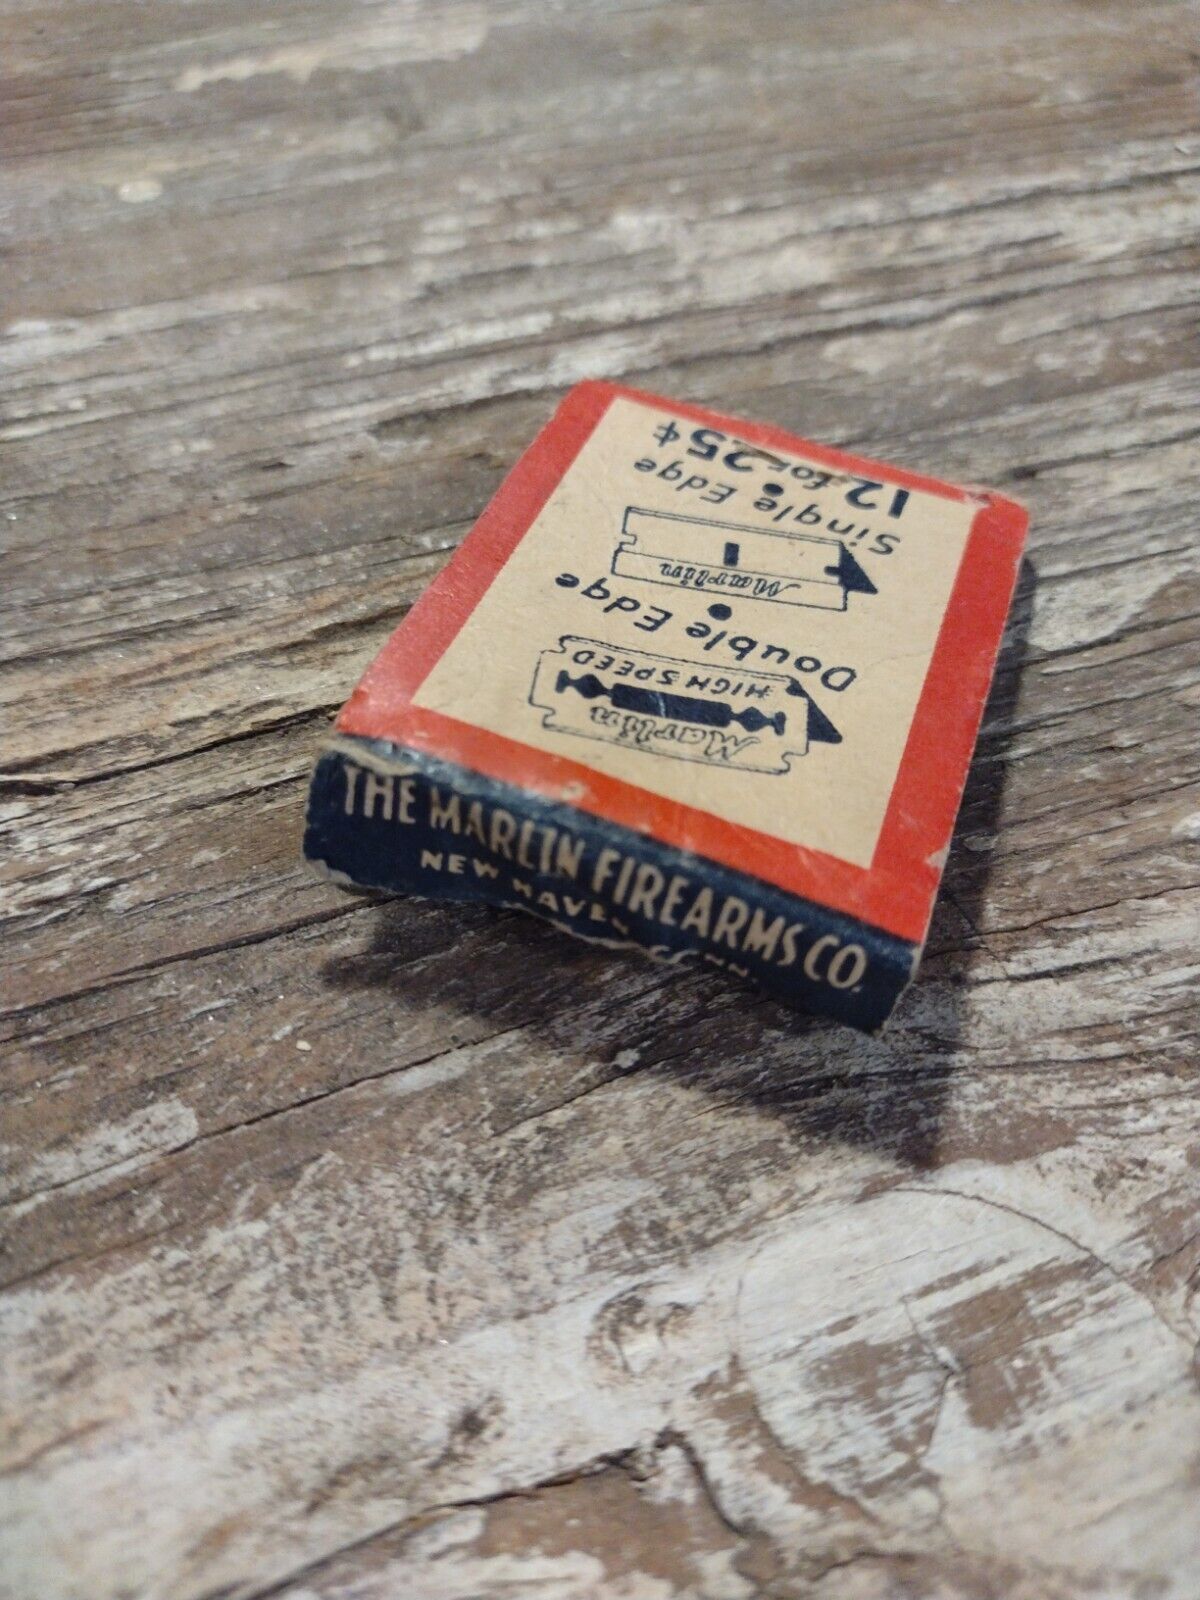 Marlin
HIGH SPEED
Double Edge
Marlin
Single Edge
12 for 25¢
THE MARLIN FIREARMS CO.
NEW HAVEN